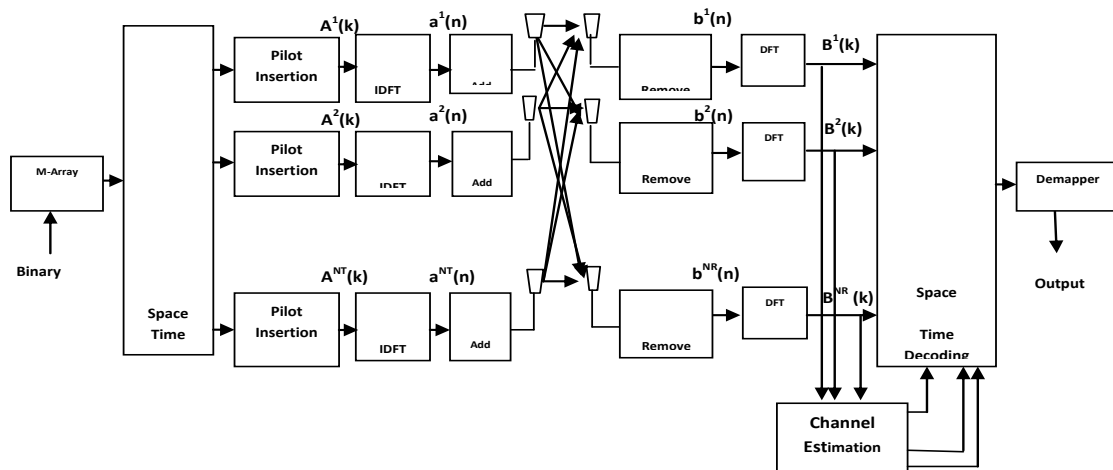 A¹(k) a¹(n) b¹(n) B¹(k)
Pilot
Insertion
IDFT
Add
Remove
DFT
A²(k) a²(n) b²(n) B²(k)
Pilot
Insertion
IDFT
Add
Remove
DFT
M-Array
Binary
Demapper
Output
A^NT(k) a^NT(n) b^NR(n) B^NR (k)
Pilot
Insertion
IDFT
Add
Remove
DFT
Space
Time
Space
Time
Decoding
Channel
Estimation